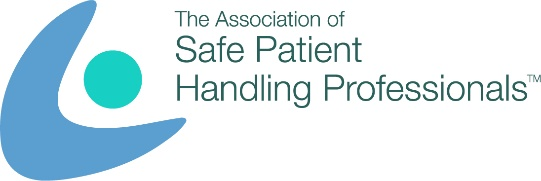 The Association of
Safe Patient
Handling Professionals™